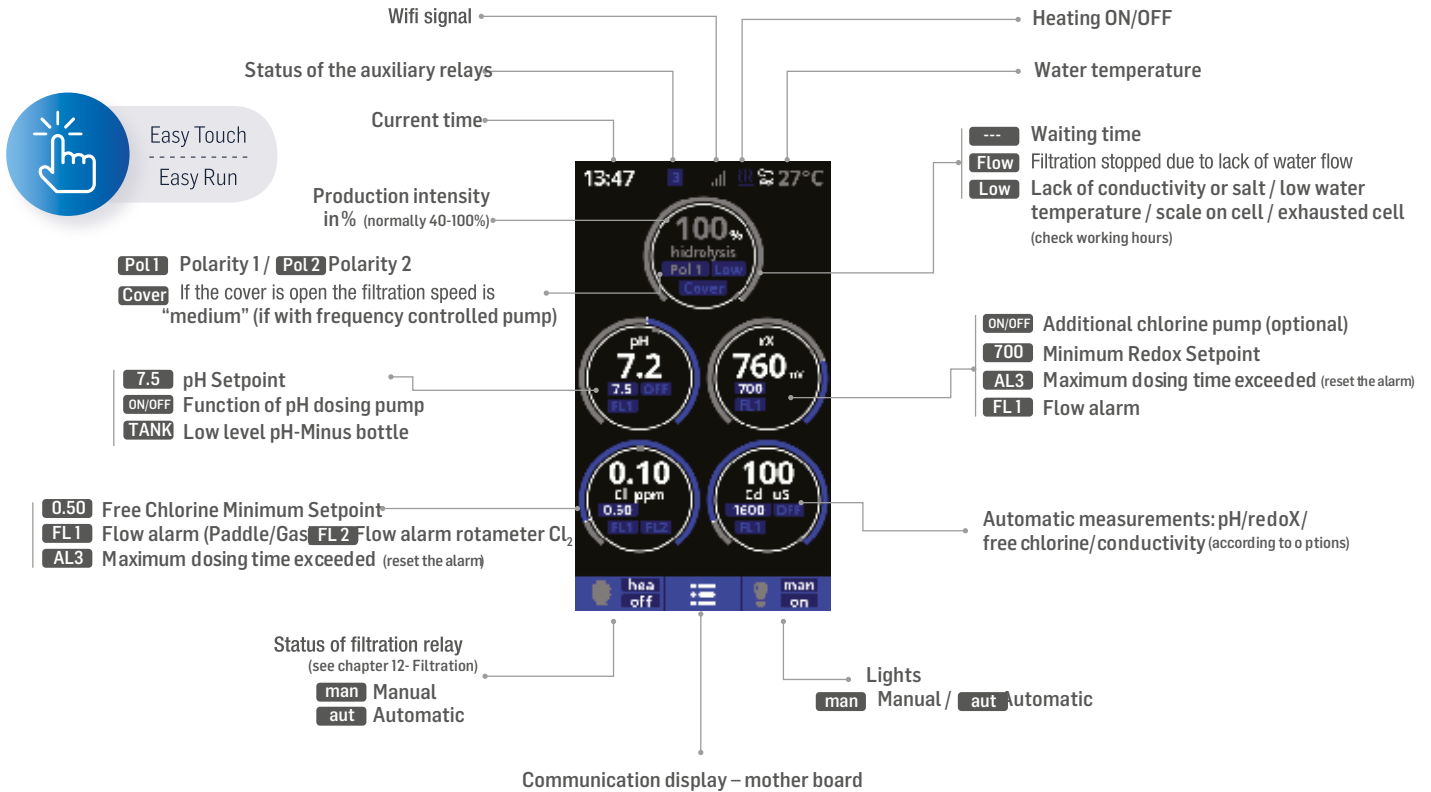 Wifi signal
Heating ON/OFF
Status of the auxiliary relays
Water temperature
Current time
Easy Touch
Easy Run
--- Waiting time
Flow Filtration stopped due to lack of water flow
Low Lack of conductivity or salt / low water
temperature / scale on cell / exhausted cell
(check working hours)
Production intensity
in% (normally 40-100%)
Pol 1 Polarity 1 / Pol 2 Polarity 2
Cover If the cover is open the filtration speed is
“medium” (if with frequency controlled pump)
13:47 3 27°C
100%
hidrolysis
Pol 1 Low
Cover
pH
7.2
7.5 OFF
FL1
rX
760 mV
700
FL1
0.10
Cl ppm
0.50
FL1 FL2
100
Cd uS
1600 OFF
FL1
hea
off
man
on
7.5 pH Setpoint
ON/OFF Function of pH dosing pump
TANK Low level pH-Minus bottle
ON/OFF Additional chlorine pump (optional)
700 Minimum Redox Setpoint
AL3 Maximum dosing time exceeded (reset the alarm)
FL 1 Flow alarm
0.50 Free Chlorine Minimum Setpoint
FL 1 Flow alarm (Paddle/Gas FL 2 Flow alarm rotameter Cl₂
AL3 Maximum dosing time exceeded (reset the alarm)
Automatic measurements: pH/redoX/
free chlorine/conductivity (according to o ptions)
Status of filtration relay
(see chapter 12- Filtration)
man Manual
aut Automatic
Lights
man Manual / aut Automatic
Communication display – mother board